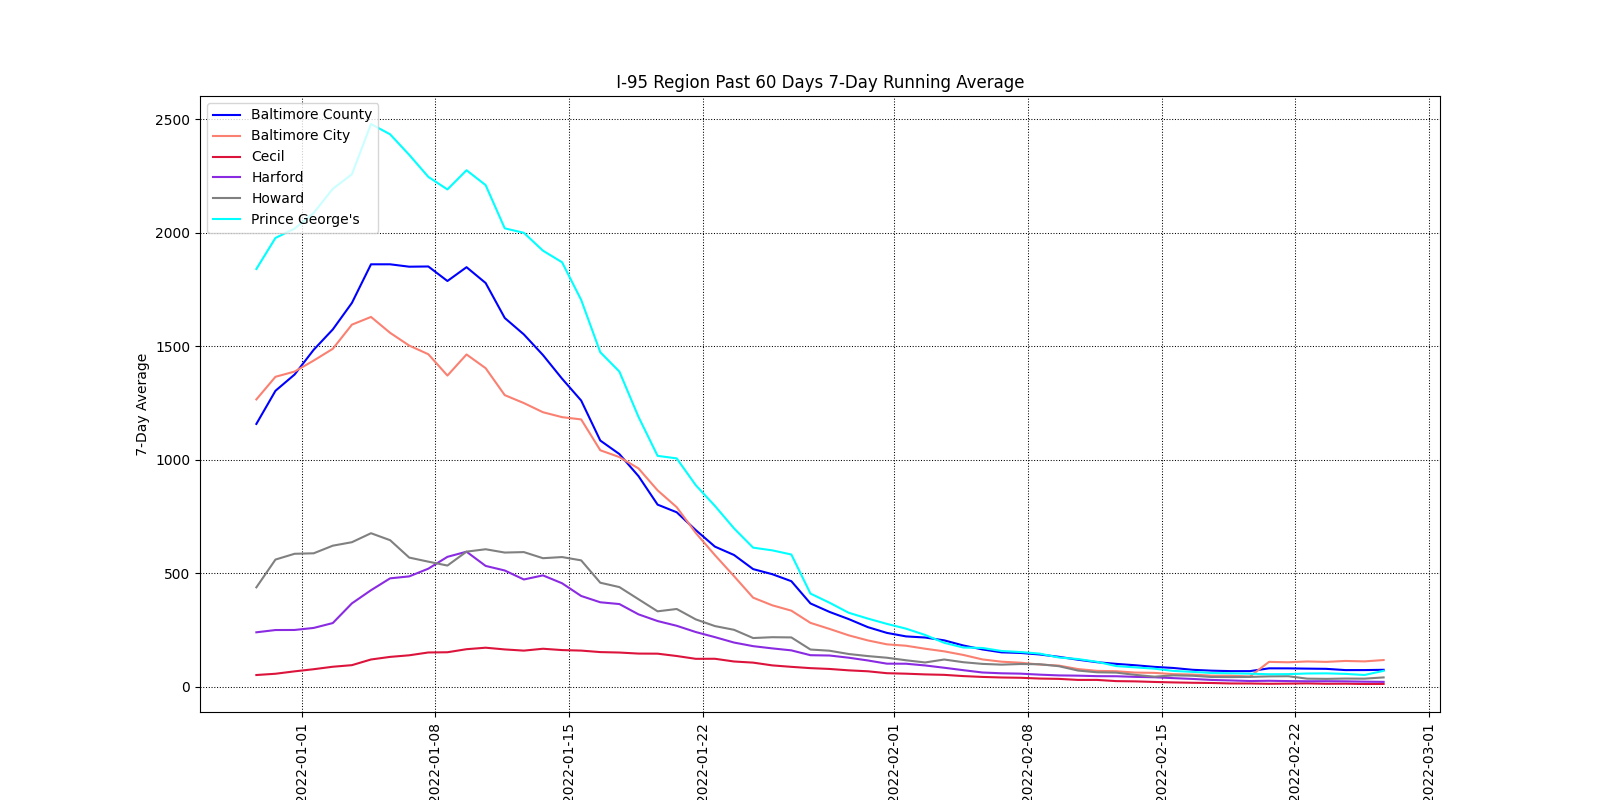 I-95 Region Past 60 Days 7-Day Running Average
Baltimore County
Baltimore City
Cecil
Harford
Howard
Prince George's
7-Day Average
2500
2000
1500
1000
500
0
2022-01-01
2022-01-08
2022-01-15
2022-01-22
2022-02-01
2022-02-08
2022-02-15
2022-02-22
2022-03-01